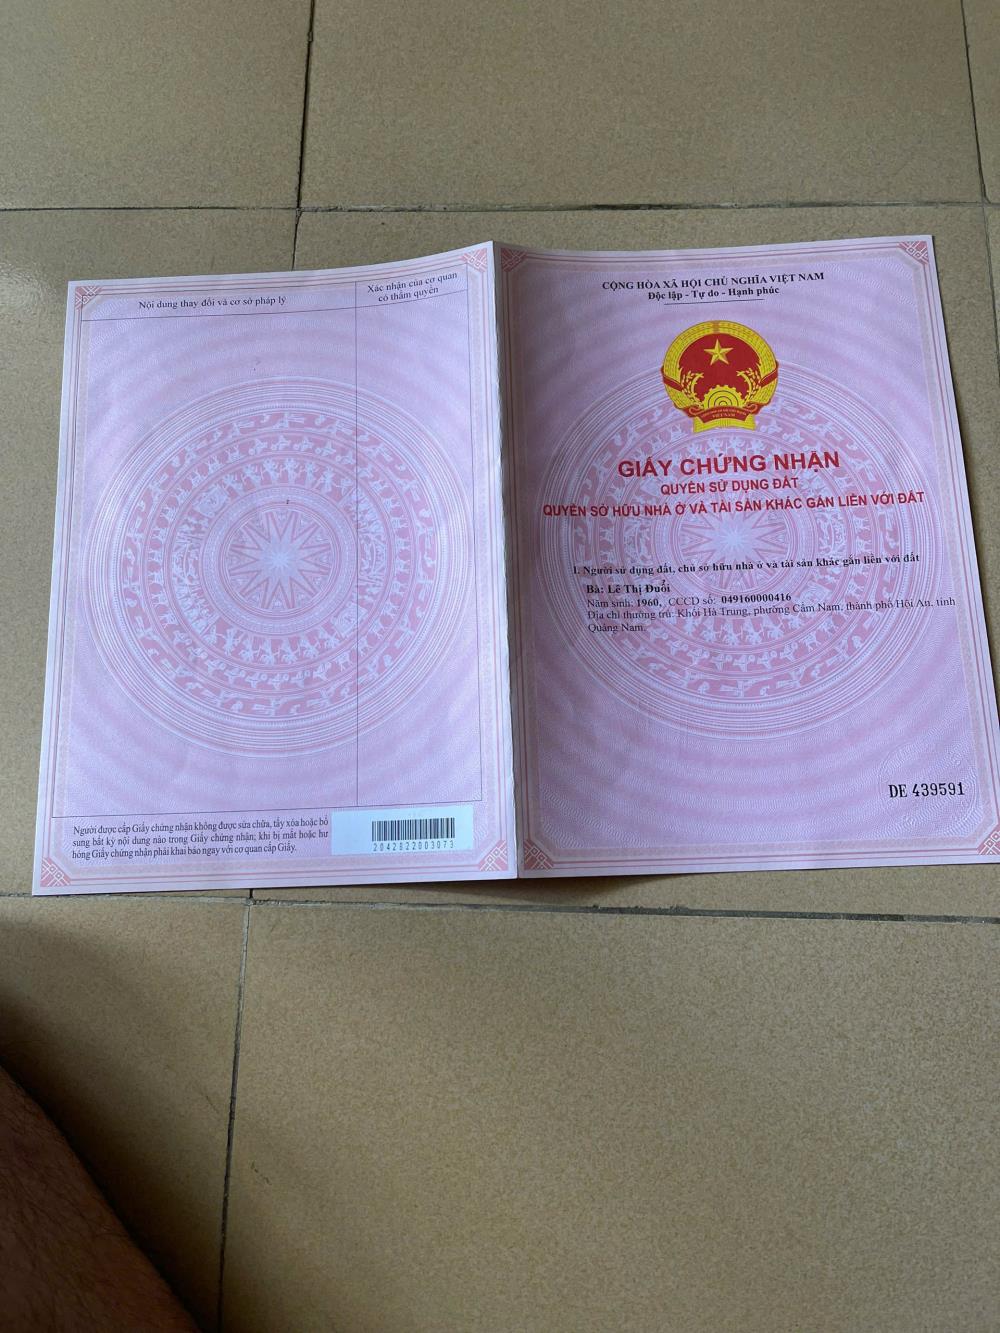 Nội dung thay đổi và cơ sở pháp lý
Xác nhận của cơ quan
có thẩm quyền
Người được cấp Giấy chứng nhận không được sửa chữa, tẩy xóa hoặc bổ
sung bất kỳ nội dung nào trong Giấy chứng nhận; khi bị mất hoặc hư
hỏng Giấy chứng nhận phải khai báo ngay với cơ quan cấp Giấy.
2042822003073
CỘNG HÒA XÃ HỘI CHỦ NGHĨA VIỆT NAM
Độc lập - Tự do - Hạnh phúc
VIỆT NAM
GIẤY CHỨNG NHẬN
QUYỀN SỬ DỤNG ĐẤT
QUYỀN SỞ HỮU NHÀ Ở VÀ TÀI SẢN KHÁC GẮN LIỀN VỚI ĐẤT
I. Người sử dụng đất, chủ sở hữu nhà ở và tài sản khác gắn liền với đất
Bà: Lê Thị Đuổi
Năm sinh: 1960, CCCD số: 049160000416
Địa chỉ thường trú: Khối Hà Trung, phường Cẩm Nam, thành phố Hội An, tỉnh
Quảng Nam.
DE 439591